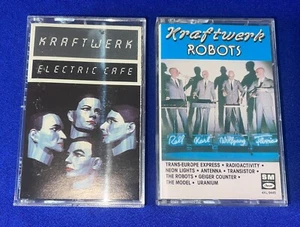 KRAFTWERK
ELECTRIC CAFE
Kraftwerk
ROBOTS
Ralf Karl Wolfgang Florian
TRANS-EUROPE EXPRESS • RADIOACTIVITY •
NEON LIGHTS • ANTENNA • TRANSISTOR •
THE ROBOTS • GEIGER COUNTER •
THE MODEL • URANIUM